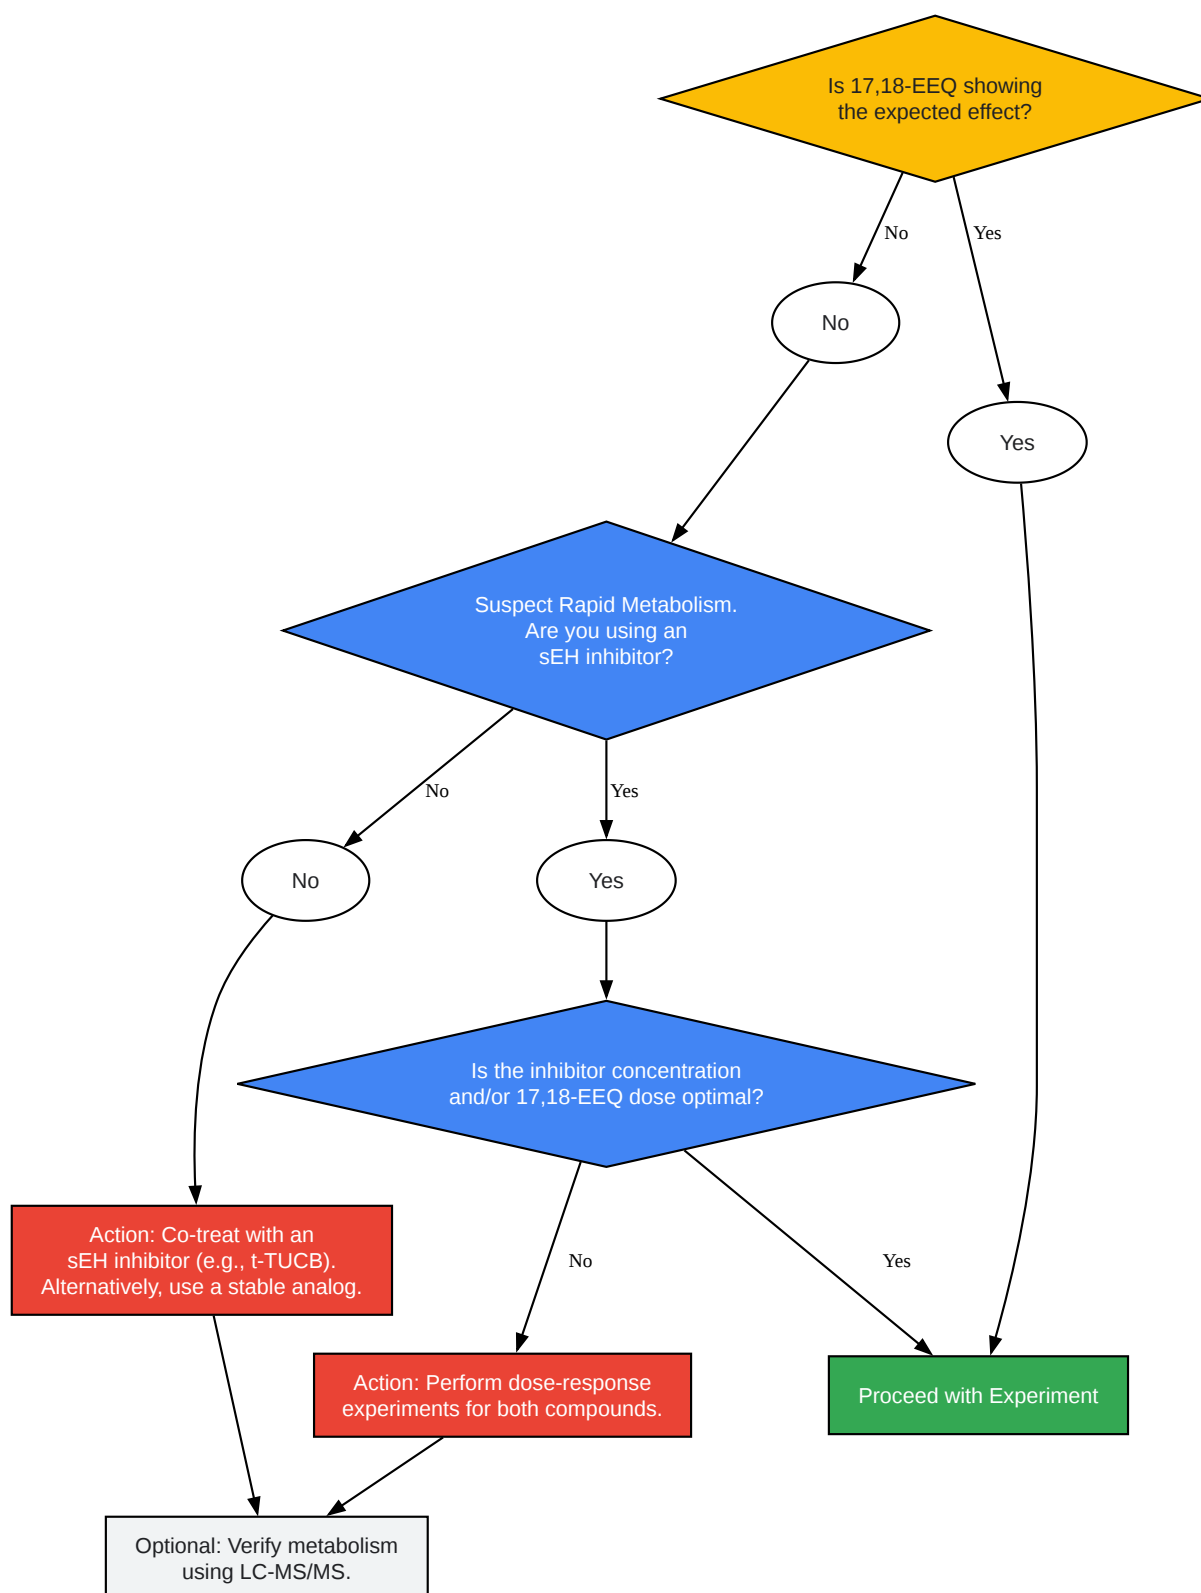 Is 17,18-EEQ showing
the expected effect?
No
Yes
No
Yes
Suspect Rapid Metabolism.
Are you using an
sEH inhibitor?
No
Yes
No
Yes
Is the inhibitor concentration
and/or 17,18-EEQ dose optimal?
Action: Co-treat with an
sEH inhibitor (e.g., t-TUCB).
Alternatively, use a stable analog.
No
Yes
Action: Perform dose-response
experiments for both compounds.
Proceed with Experiment
Optional: Verify metabolism
using LC-MS/MS.